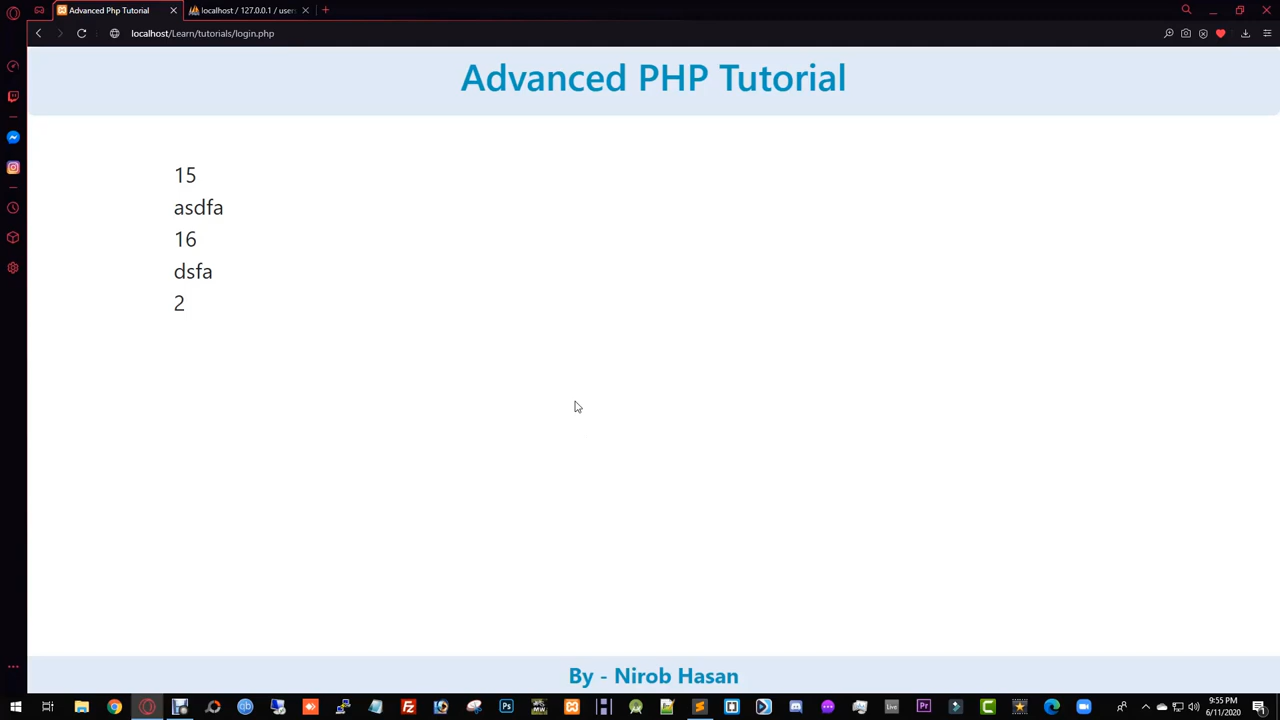 Advanced Php Tutorial
localhost / 127.0.0.1 / user
localhost/Learn/tutorials/login.php
Advanced PHP Tutorial
15
asdfa
16
dsfa
2
By - Nirob Hasan
9:55 PM
6/11/2020